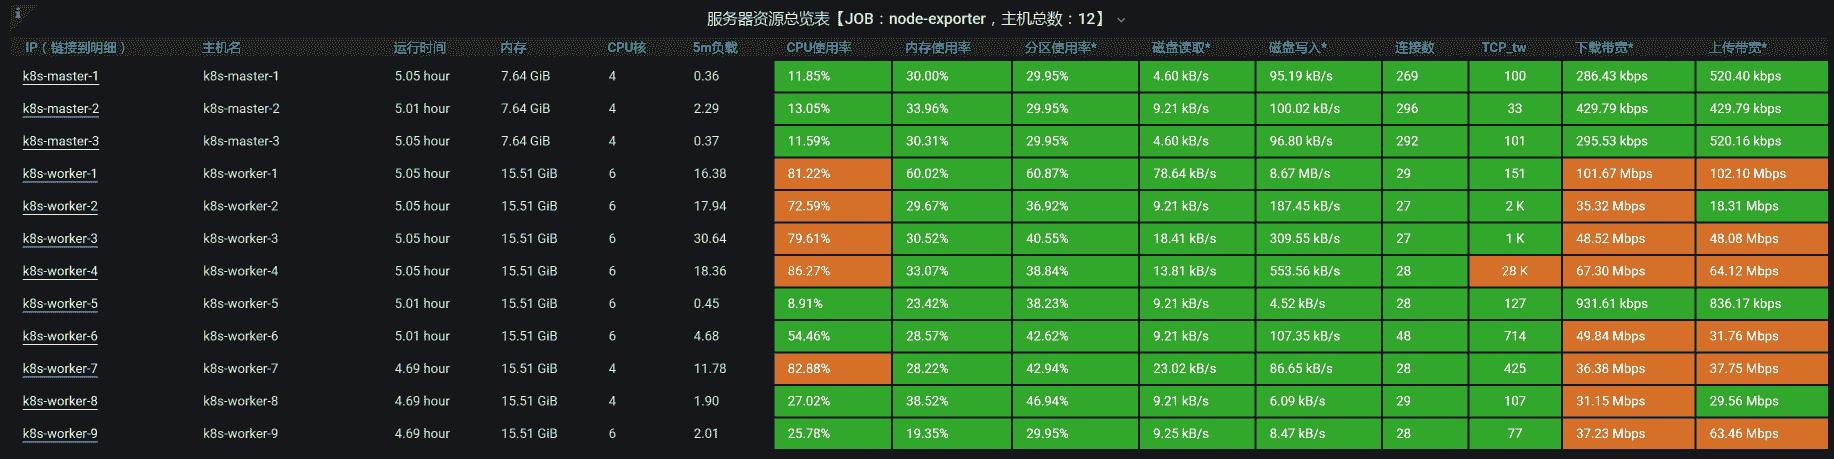 服务器资源总览表【JOB：node-exporter，主机总数：12】
IP（链接到明细） 主机名 运行时间 内存 CPU核 5m负载 CPU使用率 内存使用率 分区使用率* 磁盘读取* 磁盘写入* 连接数 TCP_tw 下载带宽* 上传带宽*
k8s-master-1 k8s-master-1 5.05 hour 7.64 GiB 4 0.36 11.85% 30.00% 29.95% 4.60 kB/s 95.19 kB/s 269 100 286.43 kbps 520.40 kbps
k8s-master-2 k8s-master-2 5.01 hour 7.64 GiB 4 2.29 13.05% 33.96% 29.95% 9.21 kB/s 100.02 kB/s 296 33 429.79 kbps 429.79 kbps
k8s-master-3 k8s-master-3 5.05 hour 7.64 GiB 4 0.37 11.59% 30.31% 29.95% 4.60 kB/s 96.80 kB/s 292 101 295.53 kbps 520.16 kbps
k8s-worker-1 k8s-worker-1 5.05 hour 15.51 GiB 6 16.38 81.22% 60.02% 60.87% 78.64 kB/s 8.67 MB/s 29 151 101.67 Mbps 102.10 Mbps
k8s-worker-2 k8s-worker-2 5.05 hour 15.51 GiB 6 17.94 72.59% 29.67% 36.92% 9.21 kB/s 187.45 kB/s 27 2 K 35.32 Mbps 18.31 Mbps
k8s-worker-3 k8s-worker-3 5.05 hour 15.51 GiB 6 30.64 79.61% 30.52% 40.55% 18.41 kB/s 309.55 kB/s 27 1 K 48.52 Mbps 48.08 Mbps
k8s-worker-4 k8s-worker-4 5.05 hour 15.51 GiB 6 18.36 86.27% 33.07% 38.84% 13.81 kB/s 553.56 kB/s 28 28 K 67.30 Mbps 64.12 Mbps
k8s-worker-5 k8s-worker-5 5.01 hour 15.51 GiB 6 0.45 8.91% 23.42% 38.23% 9.21 kB/s 4.52 kB/s 28 127 931.61 kbps 836.17 kbps
k8s-worker-6 k8s-worker-6 5.01 hour 15.51 GiB 6 4.68 54.46% 28.57% 42.62% 9.21 kB/s 107.35 kB/s 48 714 49.84 Mbps 31.76 Mbps
k8s-worker-7 k8s-worker-7 4.69 hour 15.51 GiB 4 11.78 82.88% 28.22% 42.94% 23.02 kB/s 86.65 kB/s 28 425 36.38 Mbps 37.75 Mbps
k8s-worker-8 k8s-worker-8 4.69 hour 15.51 GiB 4 1.90 27.02% 38.52% 46.94% 9.21 kB/s 6.09 kB/s 29 107 31.15 Mbps 29.56 Mbps
k8s-worker-9 k8s-worker-9 4.69 hour 15.51 GiB 6 2.01 25.78% 19.35% 29.95% 9.25 kB/s 8.47 kB/s 28 77 37.23 Mbps 63.46 Mbps